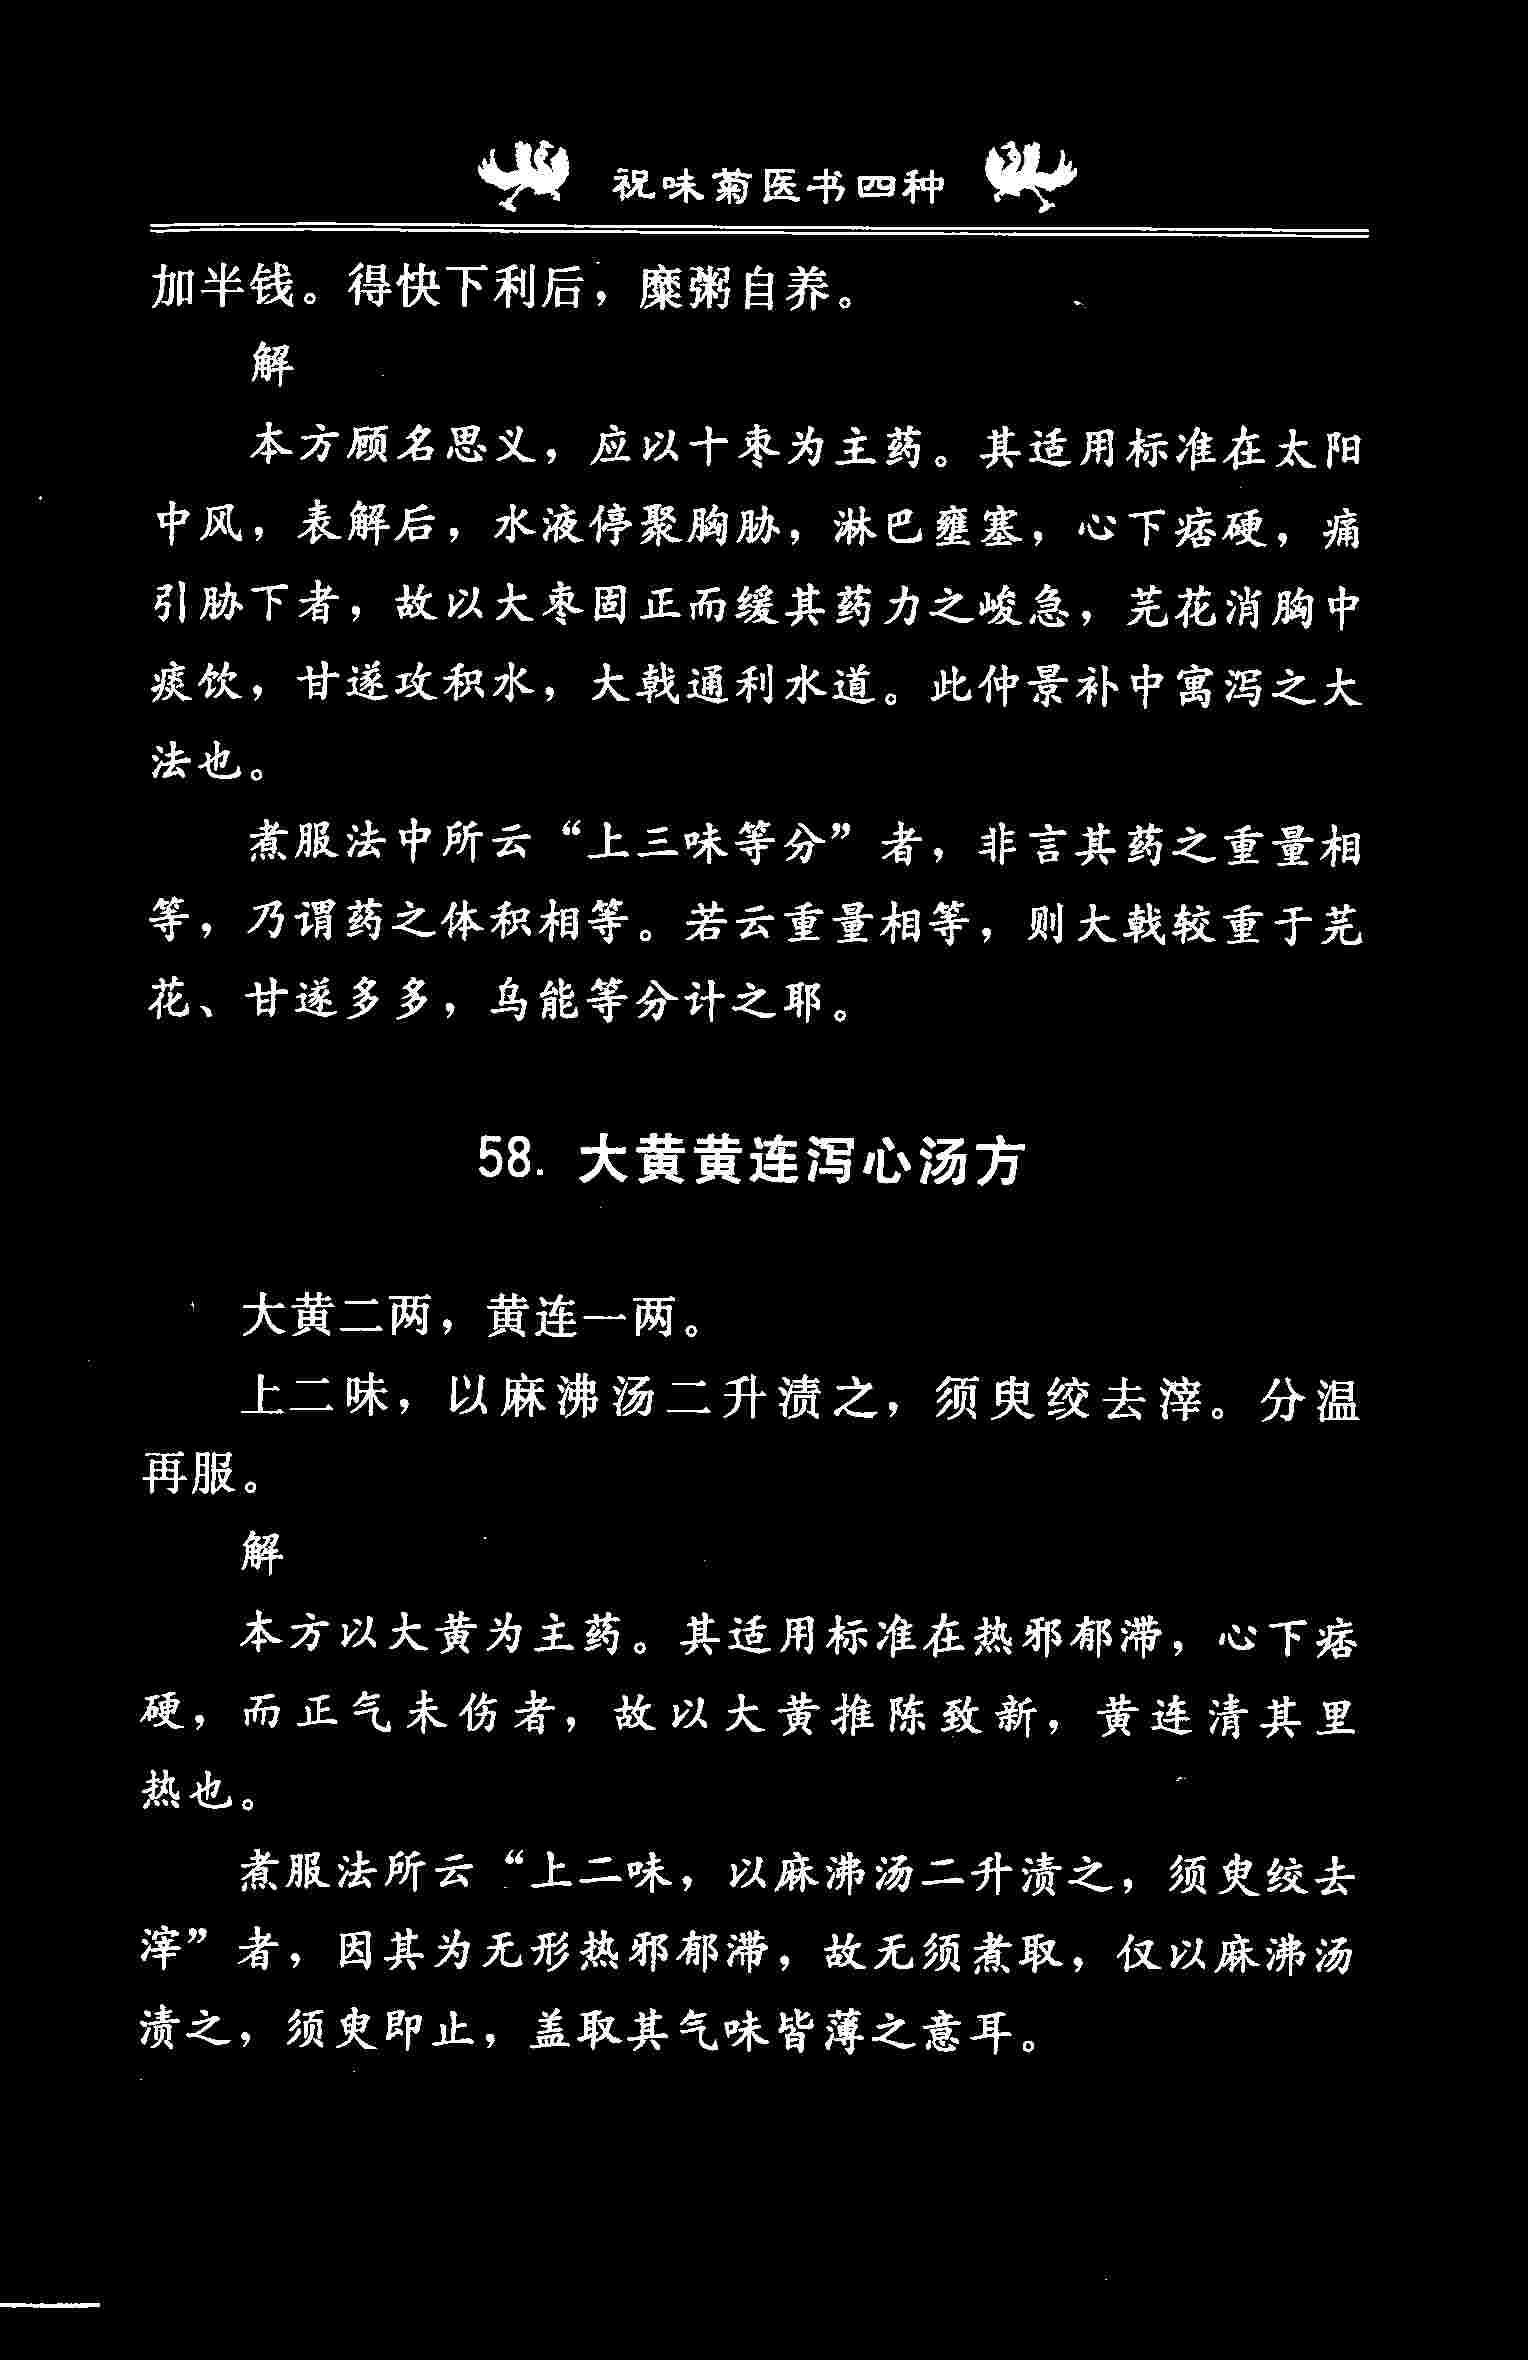 祝味菊医书四种
加半钱。得快下利后，糜粥自养。
解
本方顾名思义，应以十枣为主药。其适用标准在太阳
中风，表解后，水液停聚胸胁，淋巴壅塞，心下痞硬，痛
引胁下者，故以大枣固正而缓其药力之峻急，芫花消胸中
痰饮，甘遂攻积水，大戟通利水道。此仲景补中寓泻之大
法也。
煮服法中所云“上三味等分”者，非言其药之重量相
等，乃谓药之体积相等。若云重量相等，则大戟较重于芫
花、甘遂多多，乌能等分计之耶。
58. 大黄黄连泻心汤方
大黄二两，黄连一两。
上二味，以麻沸汤二升渍之，须臾绞去滓。分温
再服。
解
本方以大黄为主药。其适用标准在热邪郁滞，心下痞
硬，而正气未伤者，故以大黄推陈致新，黄连清其里
热也。
煮服法所云“上二味，以麻沸汤二升渍之，须臾绞去
滓”者，因其为无形热邪郁滞，故无须煮取，仅以麻沸汤
渍之，须臾即止，盖取其气味皆薄之意耳。